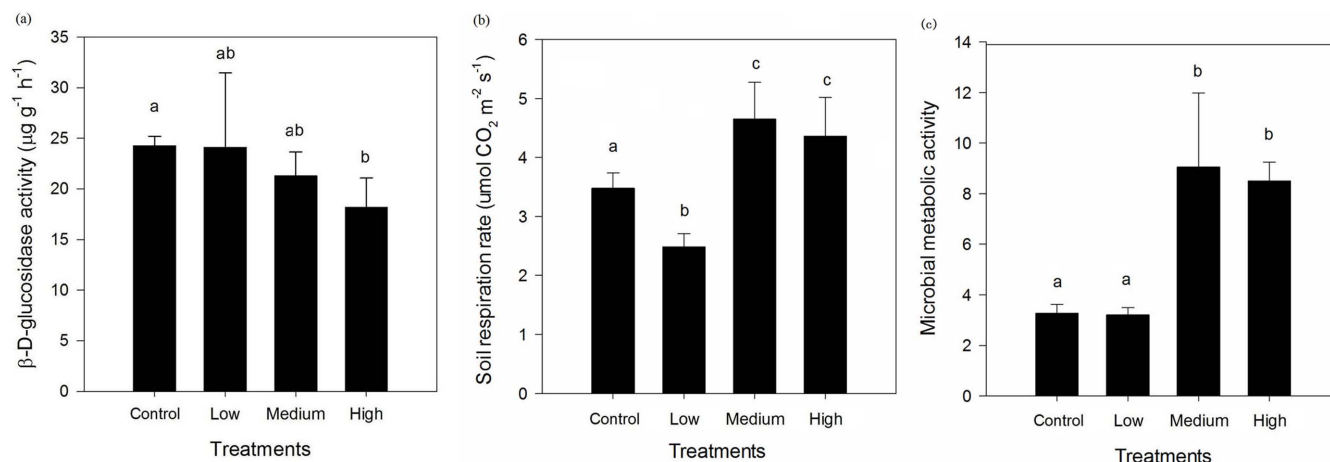 (a)
β-D-glucosidase activity (μg g⁻¹ h⁻¹)
35
30
25
20
15
10
5
0
a
ab
ab
b
Control Low Medium High
Treatments
(b)
Soil respiration rate (umol CO₂ m⁻² s⁻¹)
6
5
4
3
2
1
0
a
b
c
c
Control Low Medium High
Treatments
(c)
Microbial metabolic activity
14
12
10
8
6
4
2
0
a
a
b
b
Control Low Medium High
Treatments